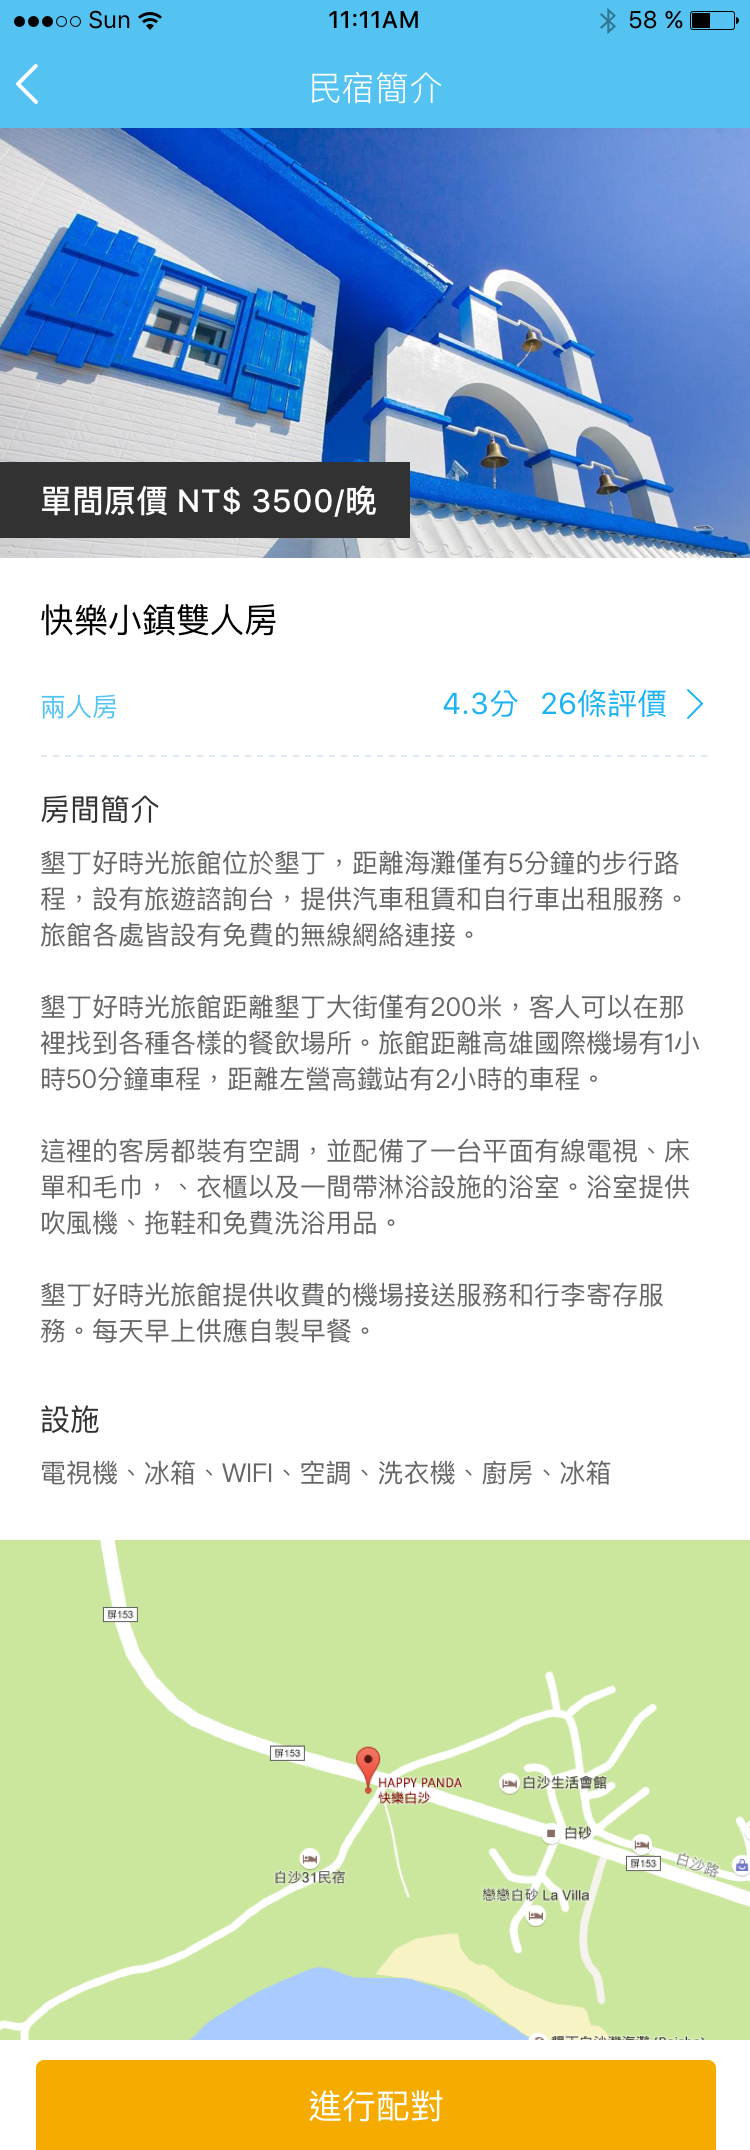 Sun
11:11AM
58 %
民宿簡介
單間原價 NT$ 3500/晚
快樂小鎮雙人房
兩人房
4.3分 26條評價
房間簡介
墾丁好時光旅館位於墾丁，距離海灘僅有5分鐘的步行路
程，設有旅遊諮詢台，提供汽車租賃和自行車出租服務。
旅館各處皆設有免費的無線網絡連接。
墾丁好時光旅館距離墾丁大街僅有200米，客人可以在那
裡找到各種各樣的餐飲場所。旅館距離高雄國際機場有1小
時50分鐘車程，距離左營高鐵站有2小時的車程。
這裡的客房都裝有空調，並配備了一台平面有線電視、床
單和毛巾，、衣櫃以及一間帶淋浴設施的浴室。浴室提供
吹風機、拖鞋和免費洗浴用品。
墾丁好時光旅館提供收費的機場接送服務和行李寄存服
務。每天早上供應自製早餐。
設施
電視機、冰箱、WIFI、空調、洗衣機、廚房、冰箱
屏153
屏153
HAPPY PANDA
快樂白沙
白沙生活會館
白砂
屏153
白沙路
白沙31民宿
戀戀白砂 La Villa
進行配對